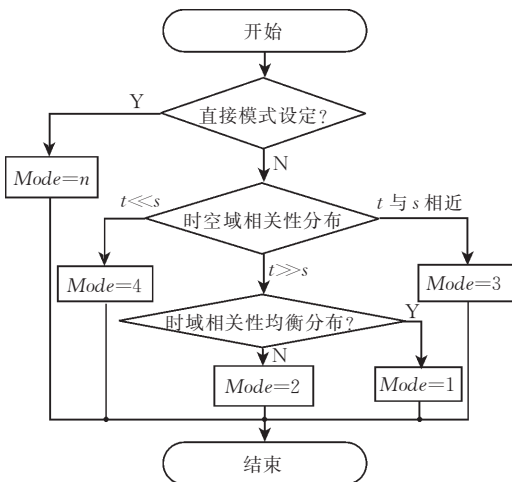 开始
Y
直接模式设定?
N
Mode=n
t≪s
时空域相关性分布
t 与 s 相近
Mode=4
t≫s
Mode=3
时域相关性均衡分布?
Y
N
Mode=2
Mode=1
结束